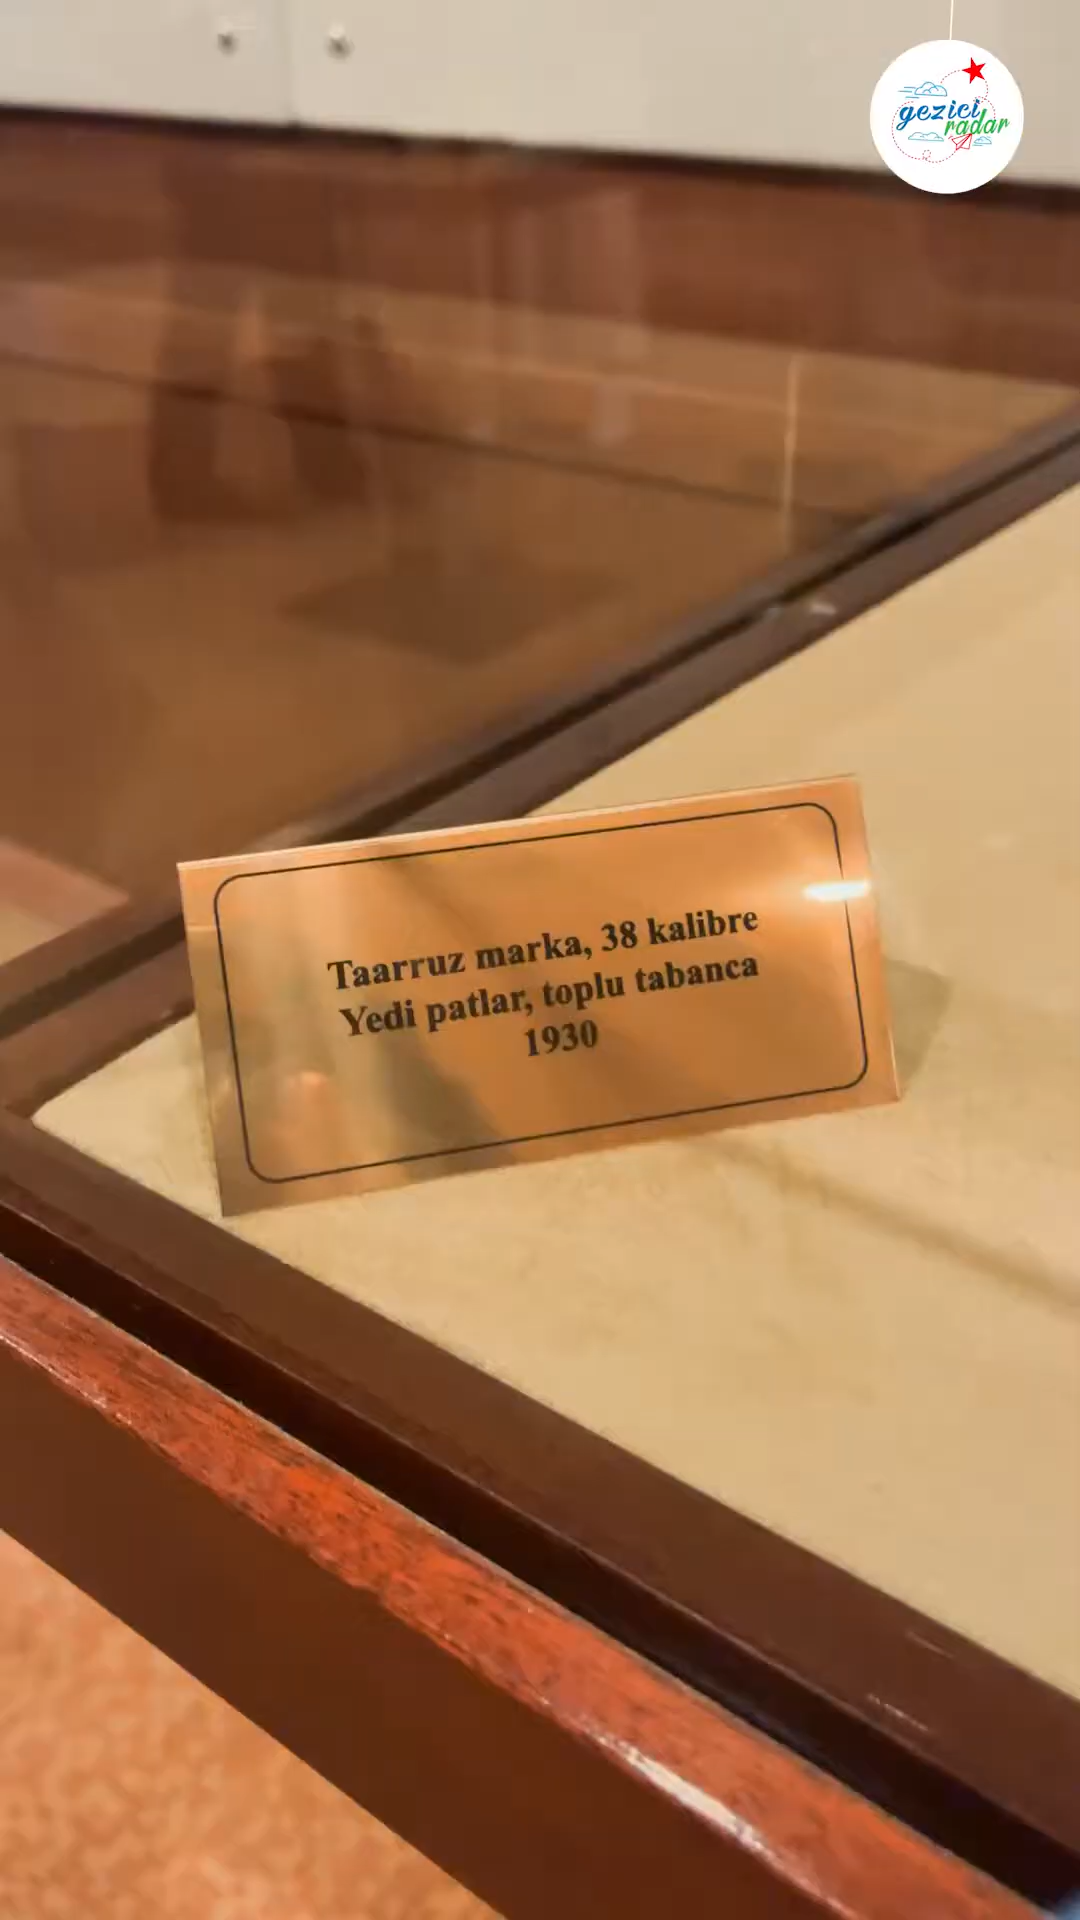 gezici
radar
Taarruz marka, 38 kalibre
Yedi patlar, toplu tabanca
1930